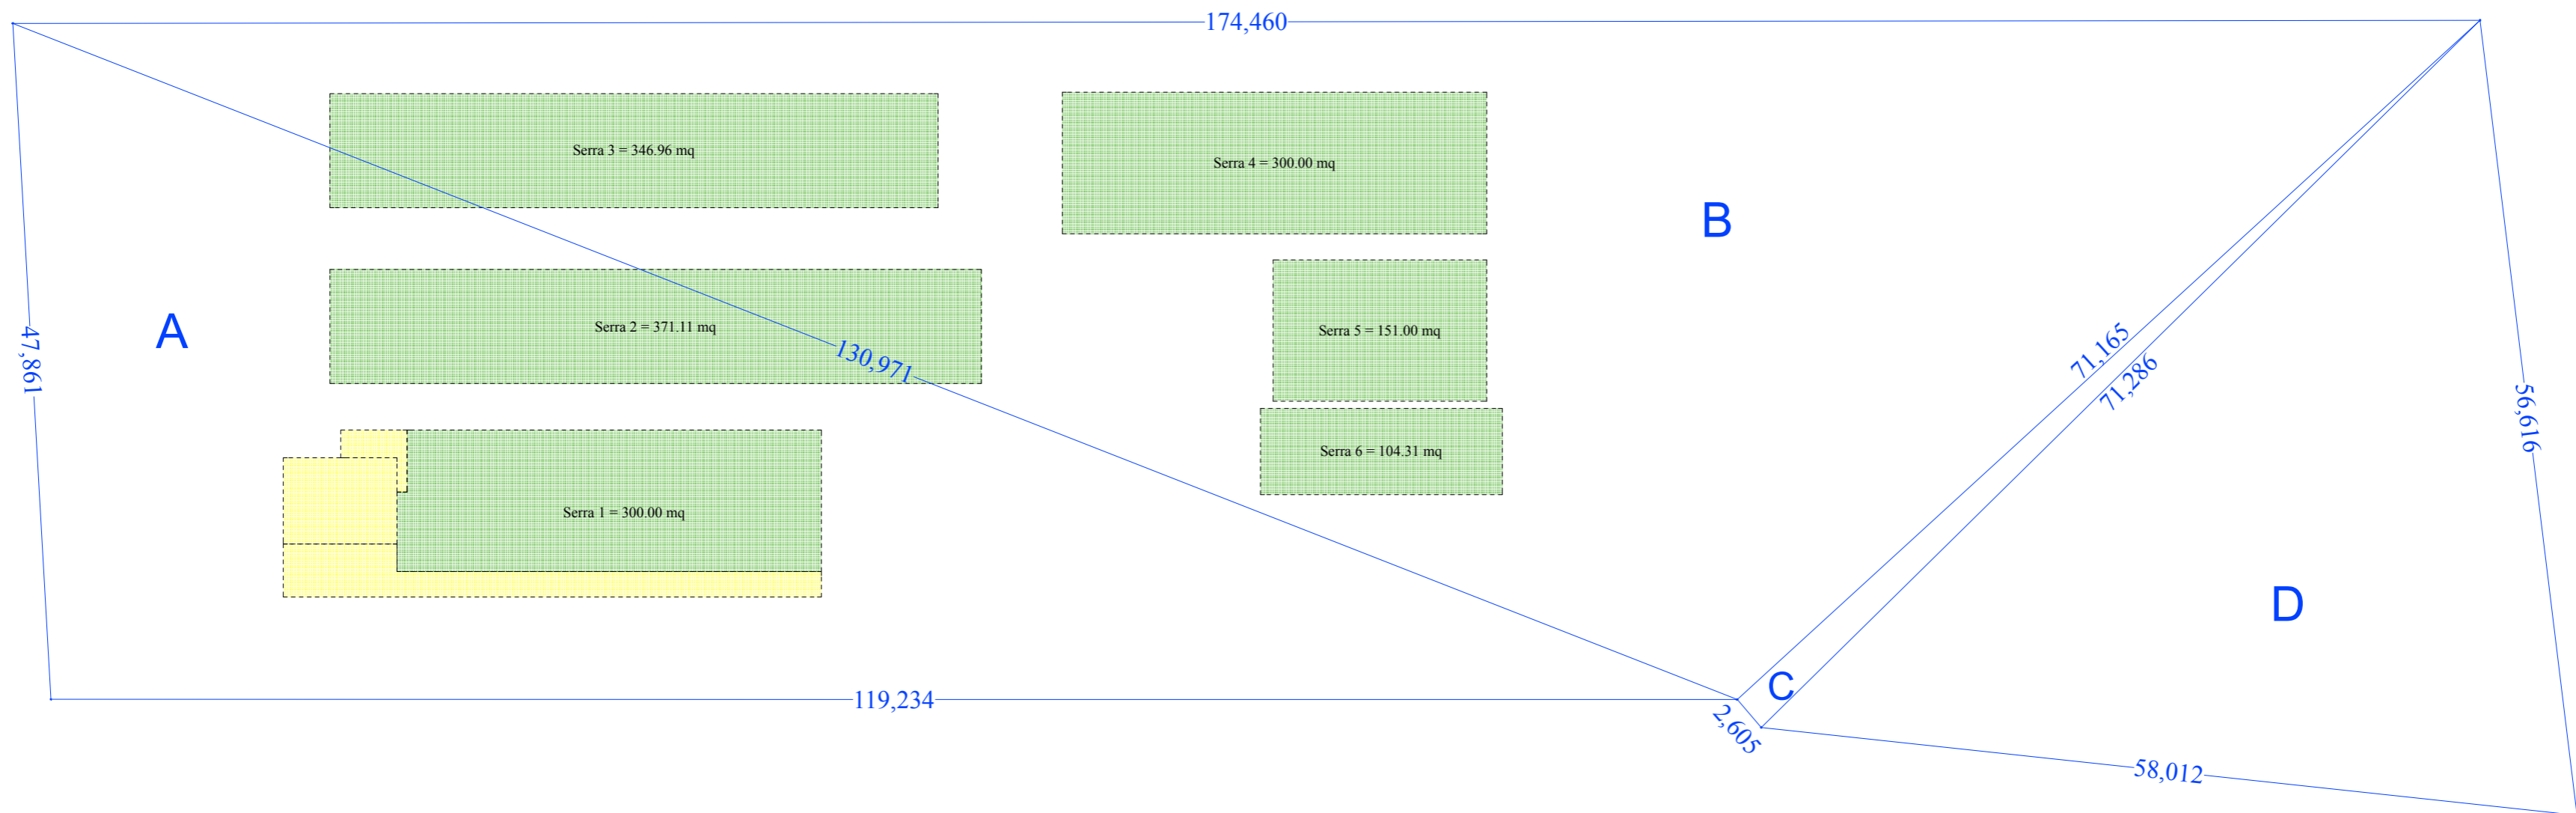 174,460
Serra 3 = 346.96 mq
Serra 4 = 300.00 mq
B
A
Serra 2 = 371.11 mq
Serra 5 = 151.00 mq
47,861
130,971
71,165
71,286
56,616
Serra 6 = 104.31 mq
Serra 1 = 300.00 mq
D
C
119,234
2,605
58,012